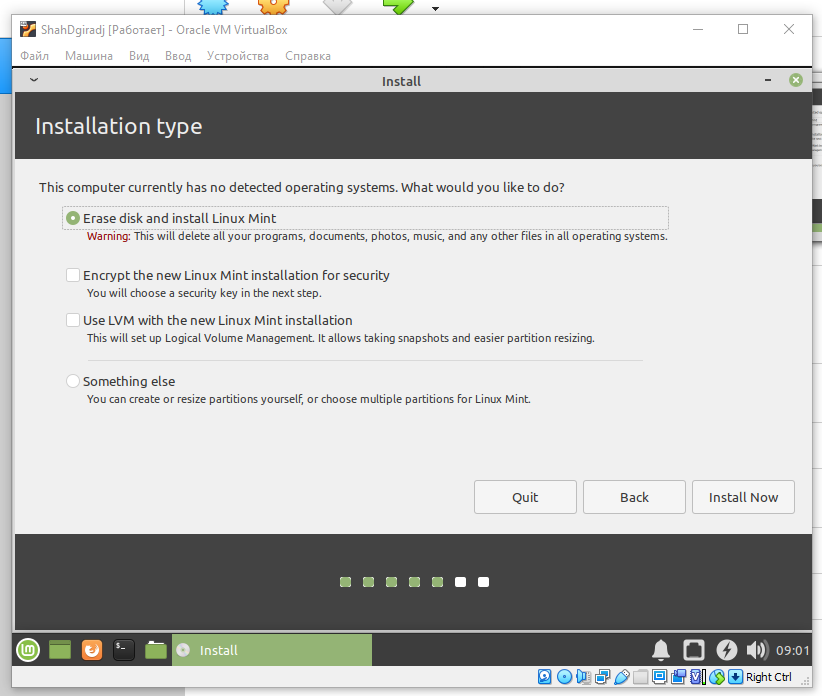 ShahDgiradj [Работает] - Oracle VM VirtualBox
Файл Машина Вид Ввод Устройства Справка
Install
Installation type
This computer currently has no detected operating systems. What would you like to do?
Erase disk and install Linux Mint
Warning: This will delete all your programs, documents, photos, music, and any other files in all operating systems.
Encrypt the new Linux Mint installation for security
You will choose a security key in the next step.
Use LVM with the new Linux Mint installation
This will set up Logical Volume Management. It allows taking snapshots and easier partition resizing.
Something else
You can create or resize partitions yourself, or choose multiple partitions for Linux Mint.
Quit Back Install Now
Install 09:01
Right Ctrl